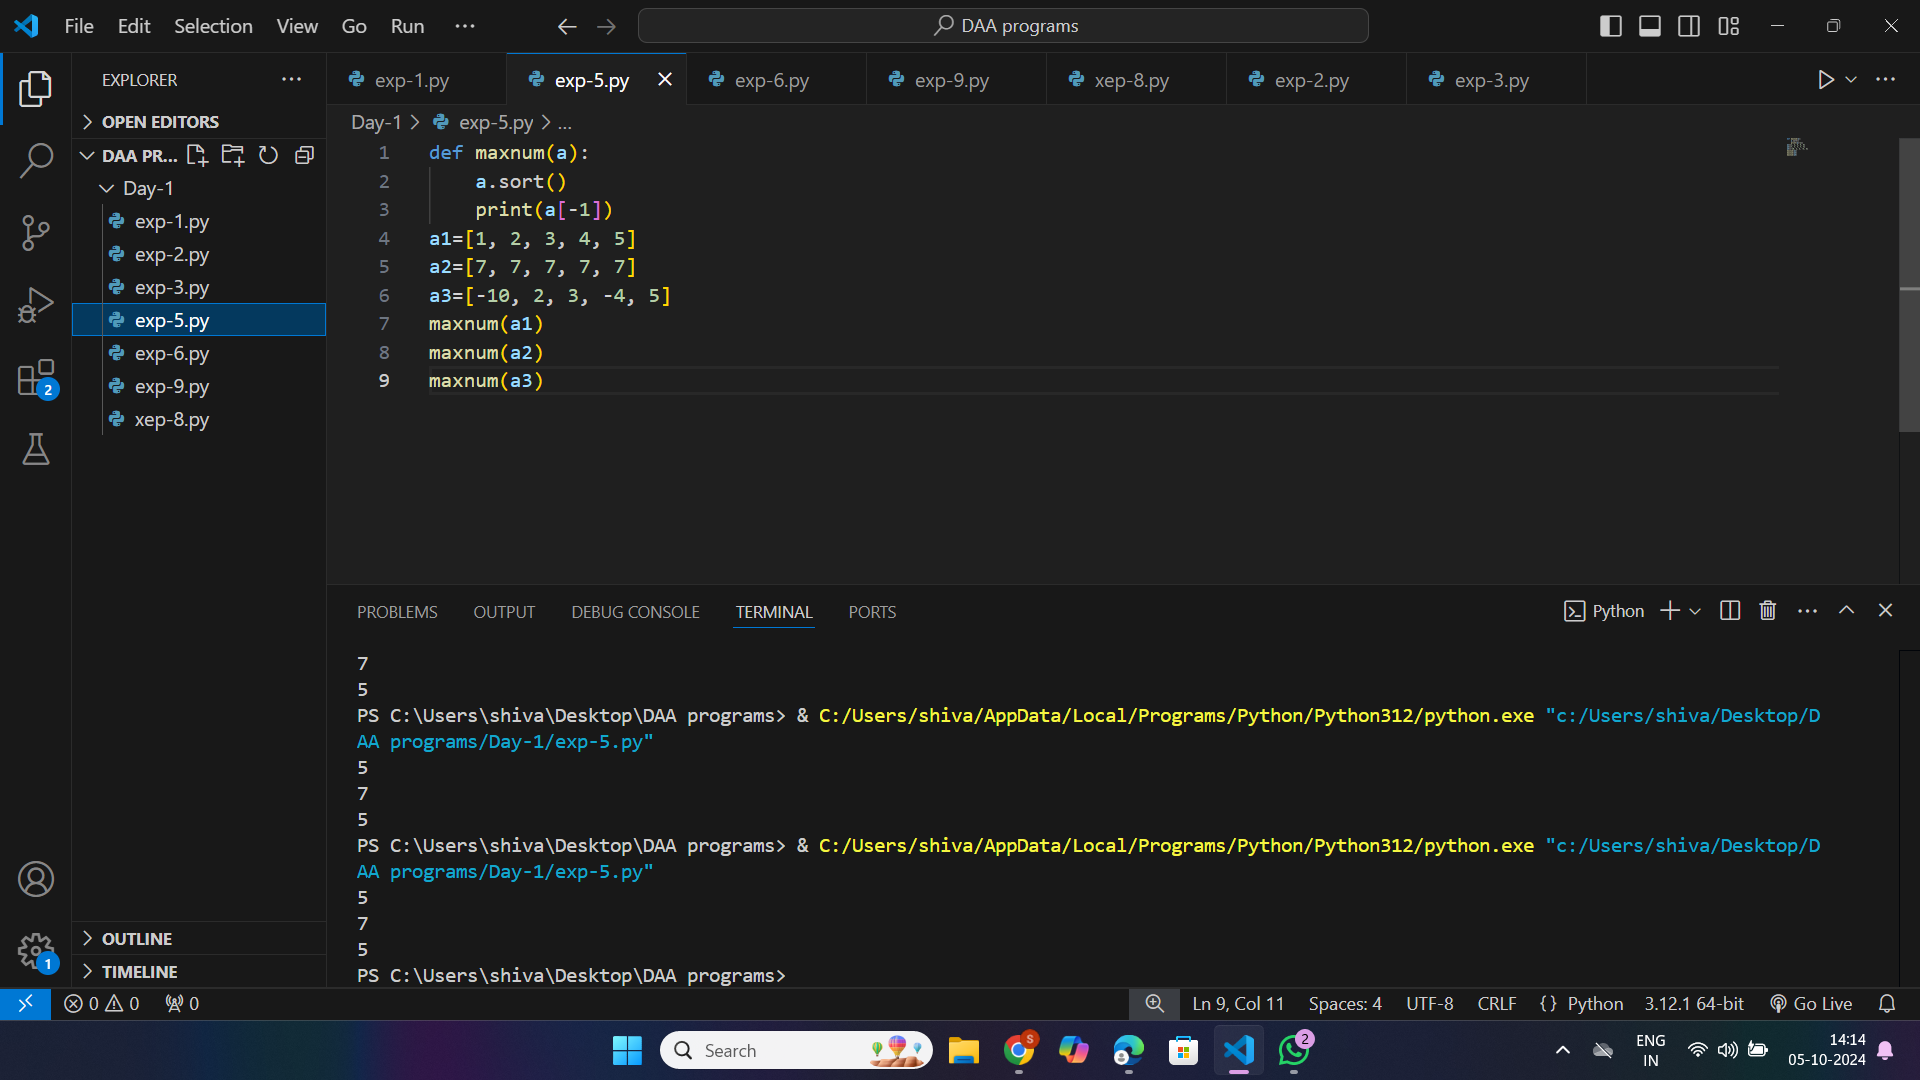 File Edit Selection View Go Run ...
DAA programs
EXPLORER
OPEN EDITORS
DAA PR...
Day-1
exp-1.py
exp-2.py
exp-3.py
exp-5.py
exp-6.py
exp-9.py
xep-8.py
OUTLINE
TIMELINE
2
1
exp-1.py exp-5.py exp-6.py exp-9.py xep-8.py exp-2.py exp-3.py
Day-1 > exp-5.py > ...
1 def maxnum(a):
2     a.sort()
3     print(a[-1])
4 a1=[1, 2, 3, 4, 5]
5 a2=[7, 7, 7, 7, 7]
6 a3=[-10, 2, 3, -4, 5]
7 maxnum(a1)
8 maxnum(a2)
9 maxnum(a3)
PROBLEMS OUTPUT DEBUG CONSOLE TERMINAL PORTS
Python
7
5
PS C:\Users\shiva\Desktop\DAA programs> & C:/Users/shiva/AppData/Local/Programs/Python/Python312/python.exe "c:/Users/shiva/Desktop/D
AA programs/Day-1/exp-5.py"
5
7
5
PS C:\Users\shiva\Desktop\DAA programs> & C:/Users/shiva/AppData/Local/Programs/Python/Python312/python.exe "c:/Users/shiva/Desktop/D
AA programs/Day-1/exp-5.py"
5
7
5
PS C:\Users\shiva\Desktop\DAA programs>
0 0 0 Ln 9, Col 11 Spaces: 4 UTF-8 CRLF {} Python 3.12.1 64-bit Go Live
Search
S
2
ENG
IN
14:14
05-10-2024